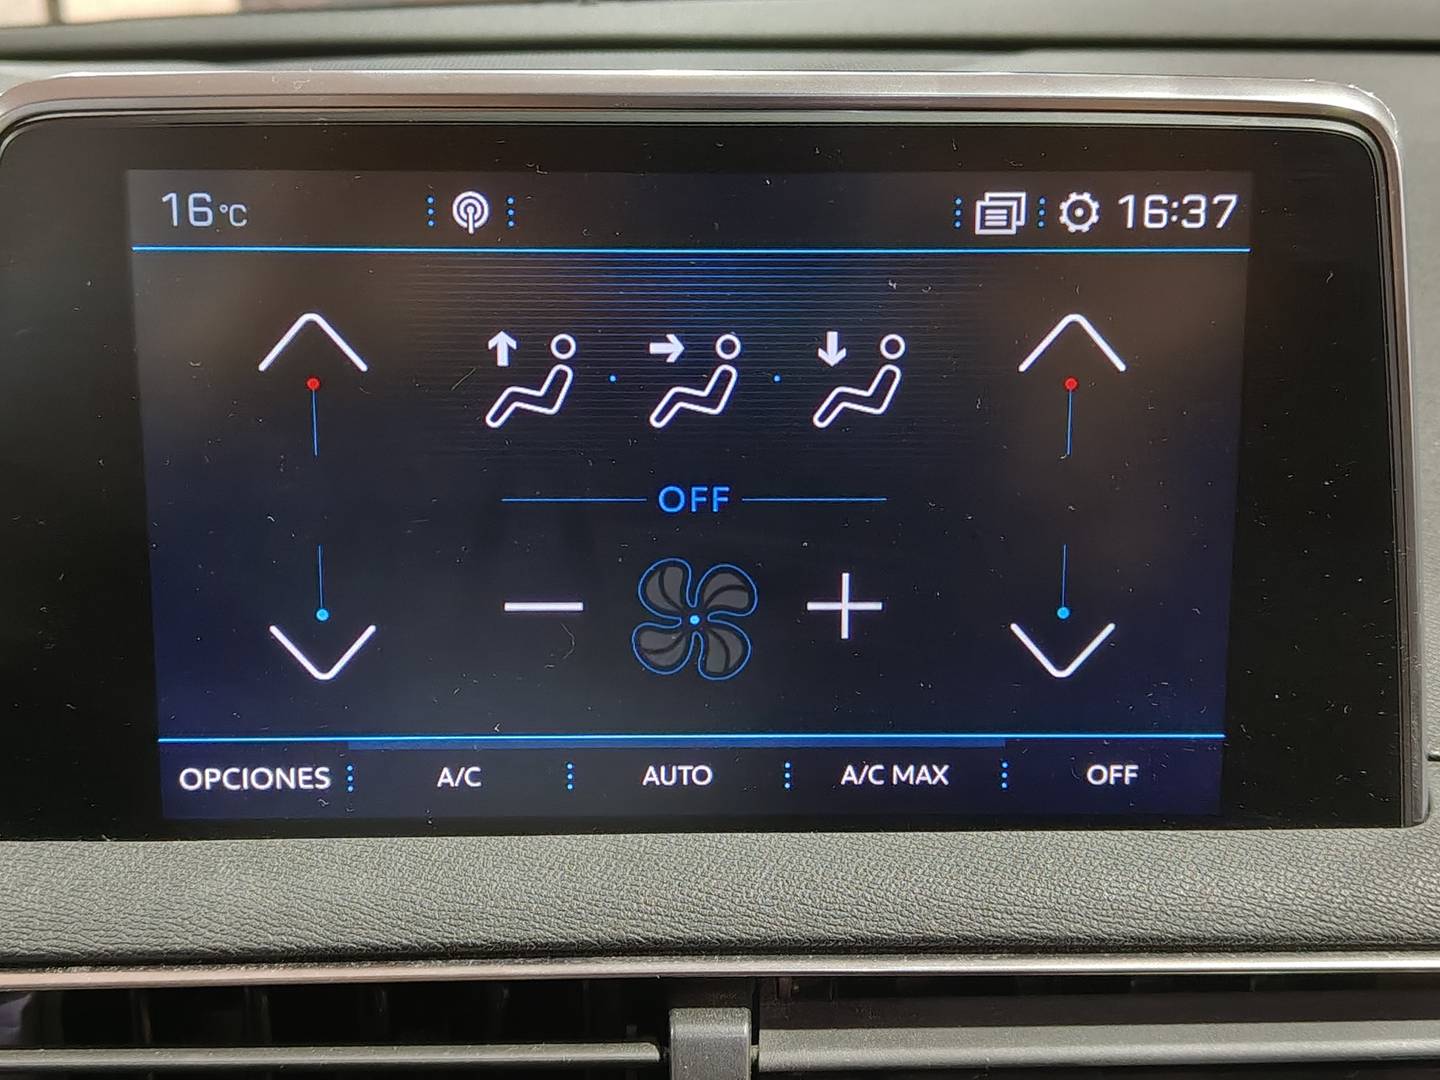 16°C 16:37
OFF
OPCIONES A/C AUTO A/C MAX OFF